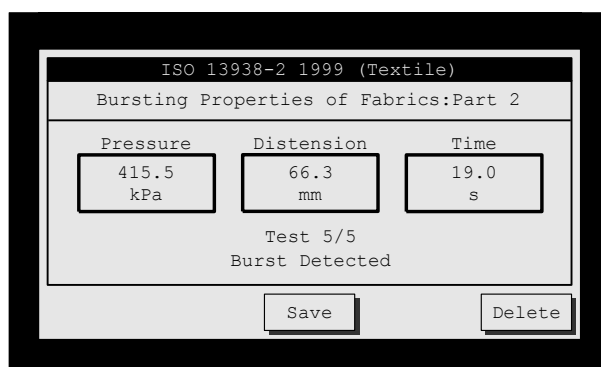 ISO 13938-2 1999 (Textile)
Bursting Properties of Fabrics:Part 2
Pressure Distension Time
415.5 66.3 19.0
kPa mm s
Test 5/5
Burst Detected
Save Delete